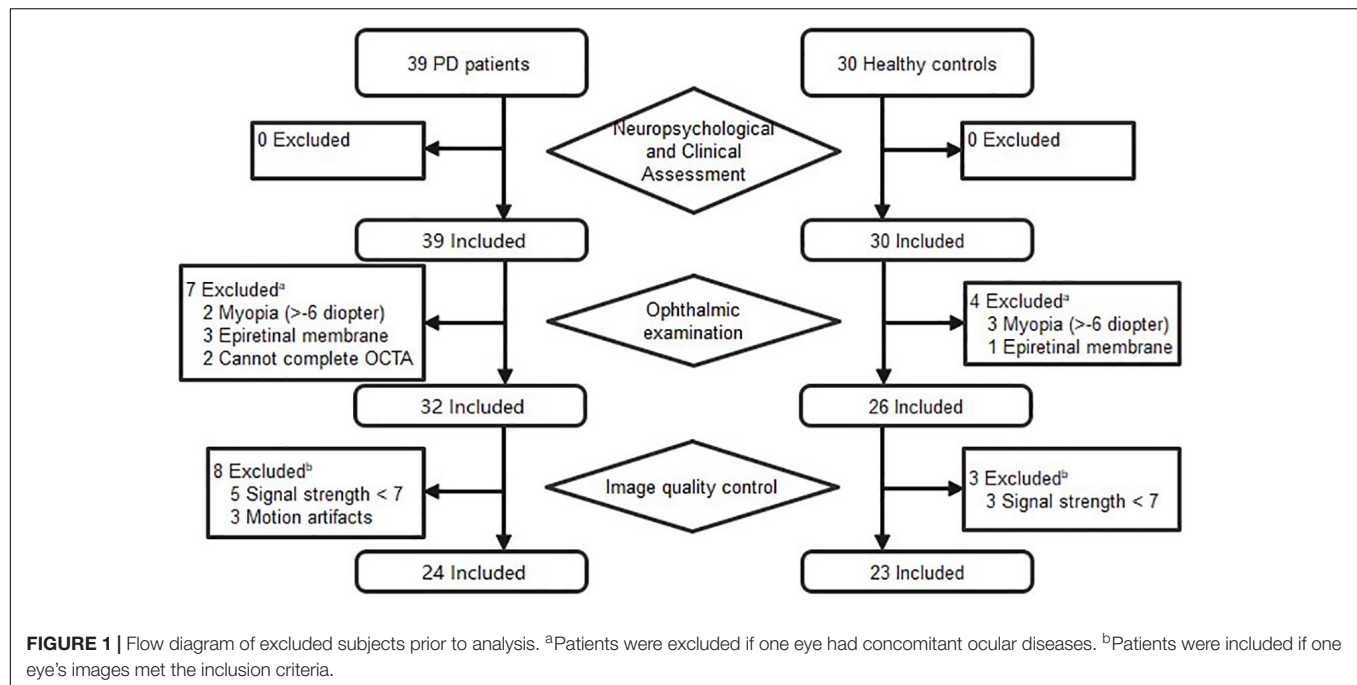 39 PD patients
30 Healthy controls
Neuropsychological
and Clinical
Assessment
0 Excluded
0 Excluded
39 Included
30 Included
7 Excludedᵃ
2 Myopia (>-6 diopter)
3 Epiretinal membrane
2 Cannot complete OCTA
Ophthalmic
examination
4 Excludedᵃ
3 Myopia (>-6 diopter)
1 Epiretinal membrane
32 Included
26 Included
8 Excludedᵇ
5 Signal strength < 7
3 Motion artifacts
Image quality control
3 Excludedᵇ
3 Signal strength < 7
24 Included
23 Included
FIGURE 1 | Flow diagram of excluded subjects prior to analysis. ᵃPatients were excluded if one eye had concomitant ocular diseases. ᵇPatients were included if one
eye's images met the inclusion criteria.